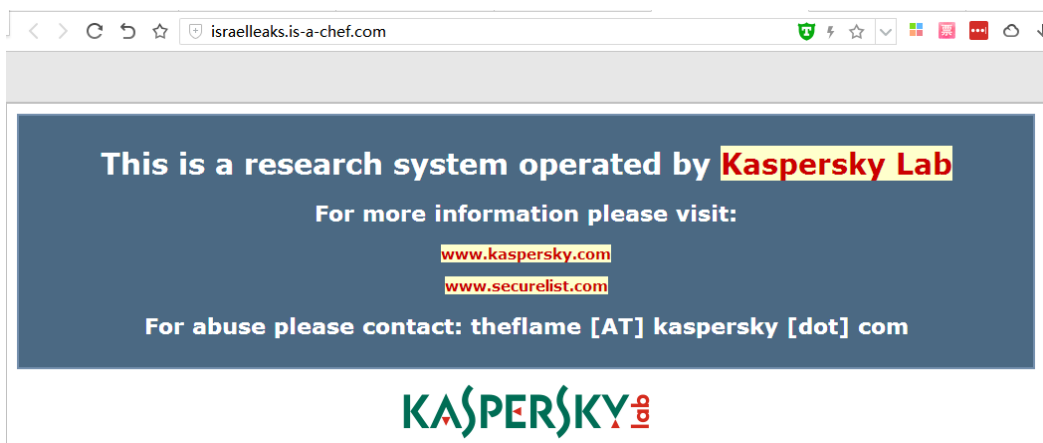 israelleaks.is-a-chef.com
票
This is a research system operated by Kaspersky Lab
For more information please visit:
www.kaspersky.com
www.securelist.com
For abuse please contact: theflame [AT] kaspersky [dot] com
KASPERSKY lab